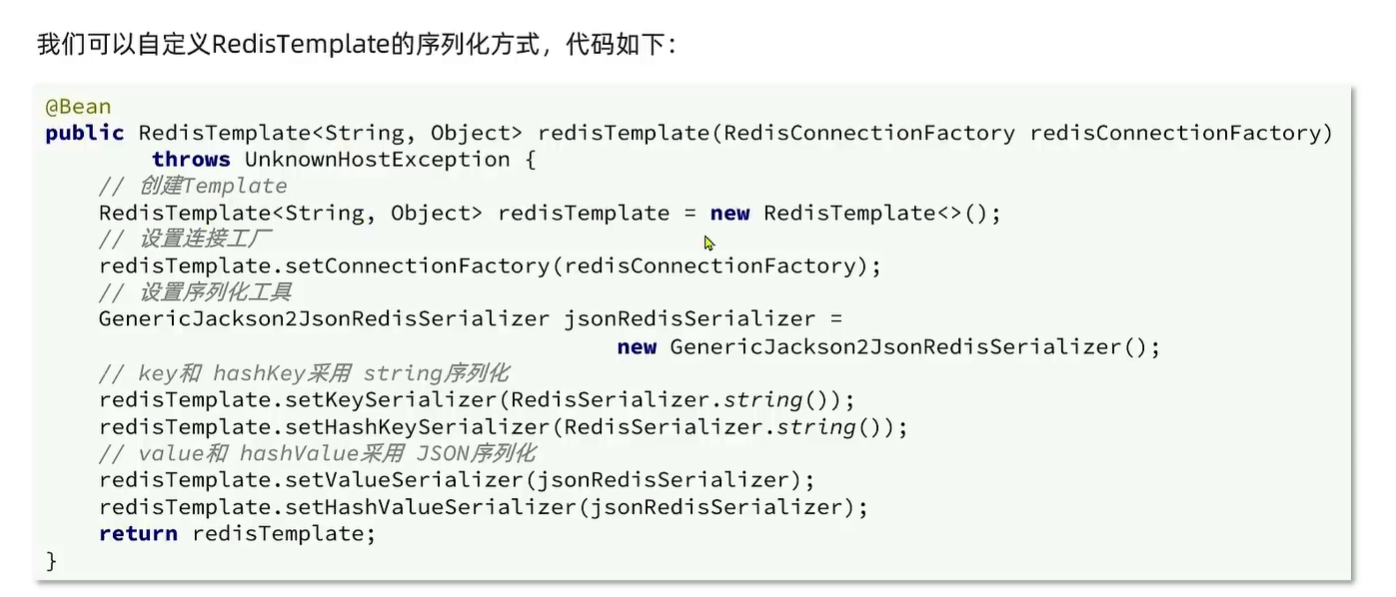 我们可以自定义RedisTemplate的序列化方式，代码如下：
@Bean
public RedisTemplate<String, Object> redisTemplate(RedisConnectionFactory redisConnectionFactory)
        throws UnknownHostException {
    // 创建Template
    RedisTemplate<String, Object> redisTemplate = new RedisTemplate<>();
    // 设置连接工厂
    redisTemplate.setConnectionFactory(redisConnectionFactory);
    // 设置序列化工具
    GenericJackson2JsonRedisSerializer jsonRedisSerializer =
                                           new GenericJackson2JsonRedisSerializer();
    // key和 hashKey采用 string序列化
    redisTemplate.setKeySerializer(RedisSerializer.string());
    redisTemplate.setHashKeySerializer(RedisSerializer.string());
    // value和 hashValue采用 JSON序列化
    redisTemplate.setValueSerializer(jsonRedisSerializer);
    redisTemplate.setHashValueSerializer(jsonRedisSerializer);
    return redisTemplate;
}